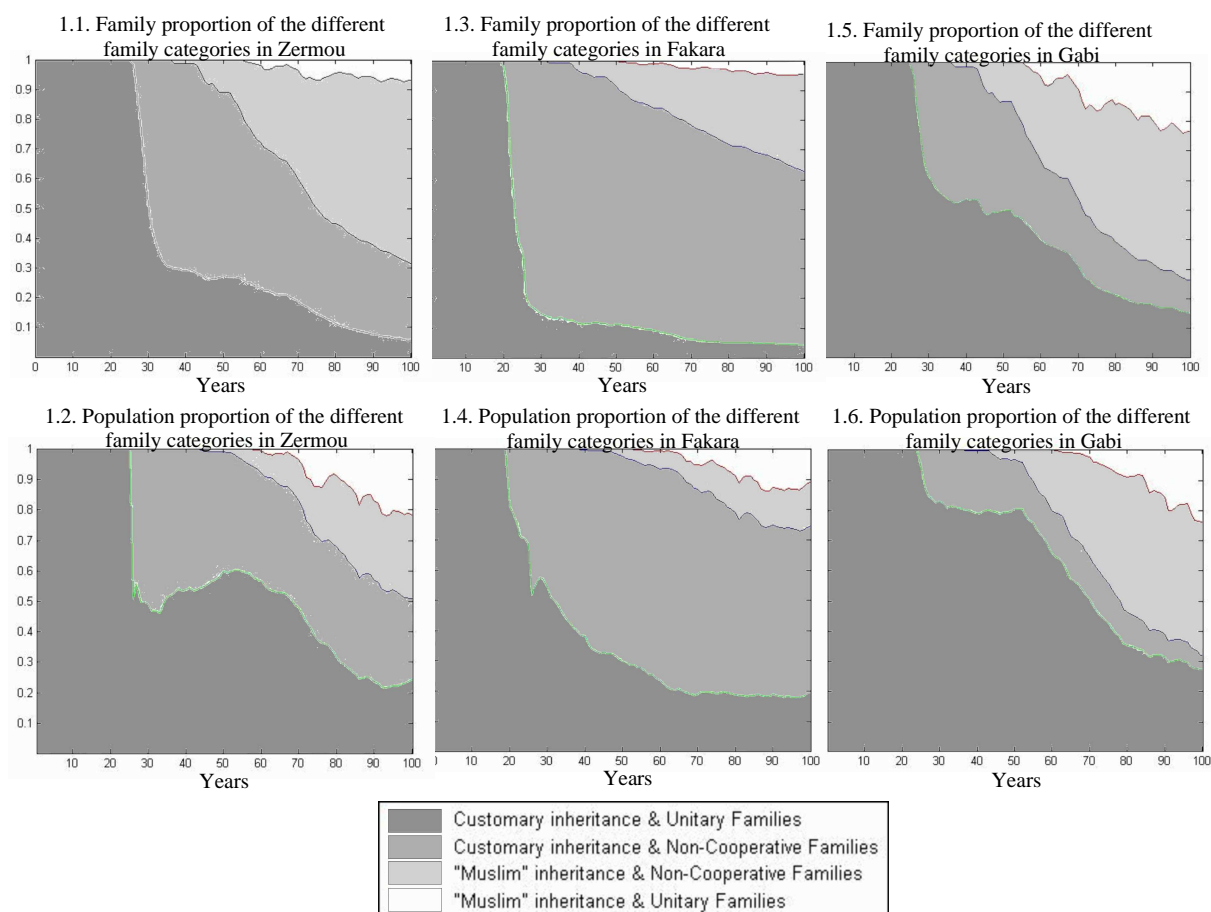 1.1. Family proportion of the different
family categories in Zermou
1
0.9
0.8
0.7
0.6
0.5
0.4
0.3
0.2
0.1
0 10 20 30 40 50 60 70 80 90 100
Years
1.3. Family proportion of the different
family categories in Fakara
10 20 30 40 50 60 70 80 90 100
Years
1.5. Family proportion of the different
family categories in Gabi
10 20 30 40 50 60 70 80 90 100
Years
1.2. Population proportion of the different
family categories in Zermou
1
0.9
0.8
0.7
0.6
0.5
0.4
0.3
0.2
0.1
10 20 30 40 50 60 70 80 90 100
Years
1.4. Population proportion of the different
family categories in Fakara
10 20 30 40 50 60 70 80 90 100
Years
1.6. Population proportion of the different
family categories in Gabi
10 20 30 40 50 60 70 80 90 100
Years
Customary inheritance & Unitary Families
Customary inheritance & Non-Cooperative Families
"Muslim" inheritance & Non-Cooperative Families
"Muslim" inheritance & Unitary Families